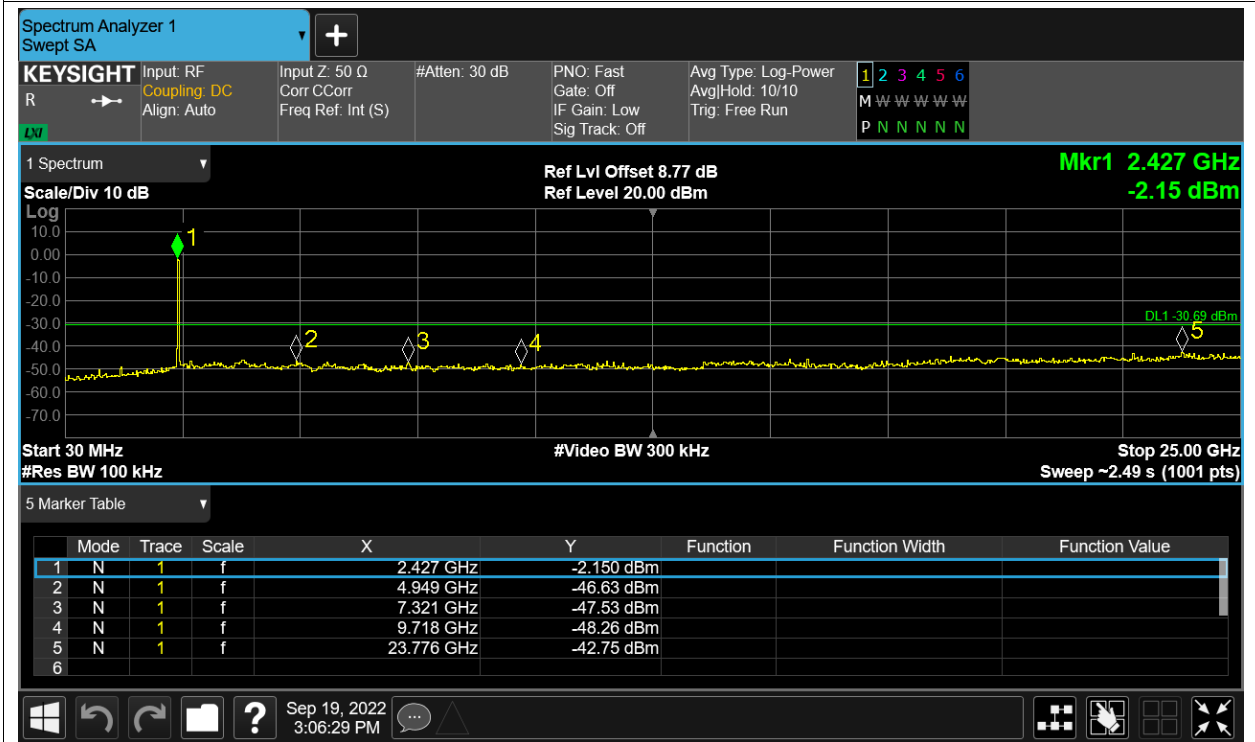 Spectrum Analyzer 1
Swept SA
+
KEYSIGHT
R
LXI
Input: RF
Coupling: DC
Align: Auto
Input Z: 50 Ω
Corr CCorr
Freq Ref: Int (S)
#Atten: 30 dB
PNO: Fast
Gate: Off
IF Gain: Low
Sig Track: Off
Avg Type: Log-Power
Avg|Hold: 10/10
Trig: Free Run
1 2 3 4 5 6
M W W W W W
P N N N N N
1 Spectrum
Scale/Div 10 dB
Ref Lvl Offset 8.77 dB
Ref Level 20.00 dBm
Mkr1 2.427 GHz
-2.15 dBm
Log
10.0
0.00
-10.0
-20.0
-30.0
-40.0
-50.0
-60.0
-70.0
1
2
3
4
5
DL1 -30.69 dBm
Start 30 MHz
#Video BW 300 kHz
Stop 25.00 GHz
#Res BW 100 kHz
Sweep ~2.49 s (1001 pts)
5 Marker Table
Mode Trace Scale X Y Function Function Width Function Value
1 N 1 f 2.427 GHz -2.150 dBm
2 N 1 f 4.949 GHz -46.63 dBm
3 N 1 f 7.321 GHz -47.53 dBm
4 N 1 f 9.718 GHz -48.26 dBm
5 N 1 f 23.776 GHz -42.75 dBm
6
?
Sep 19, 2022
3:06:29 PM